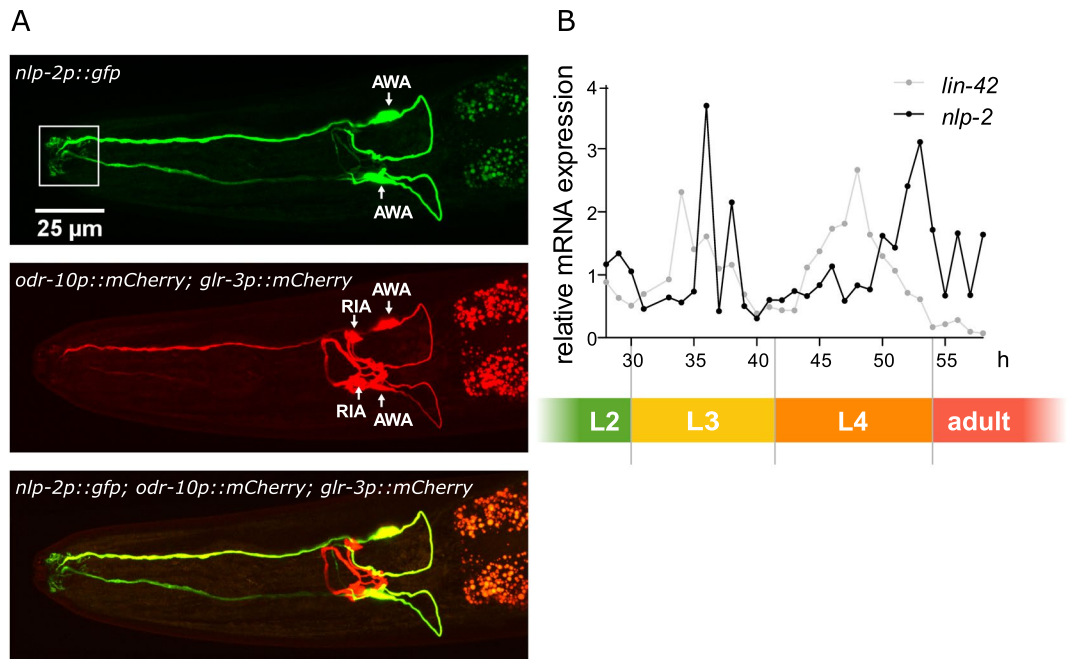 A
nlp-2p::gfp
AWA
AWA
25 µm
odr-10p::mCherry; glr-3p::mCherry
RIA
AWA
RIA
AWA
nlp-2p::gfp; odr-10p::mCherry; glr-3p::mCherry
B
relative mRNA expression
4
3
2
1
0
lin-42
nlp-2
30 35 40 45 50 55 h
L2 L3 L4 adult